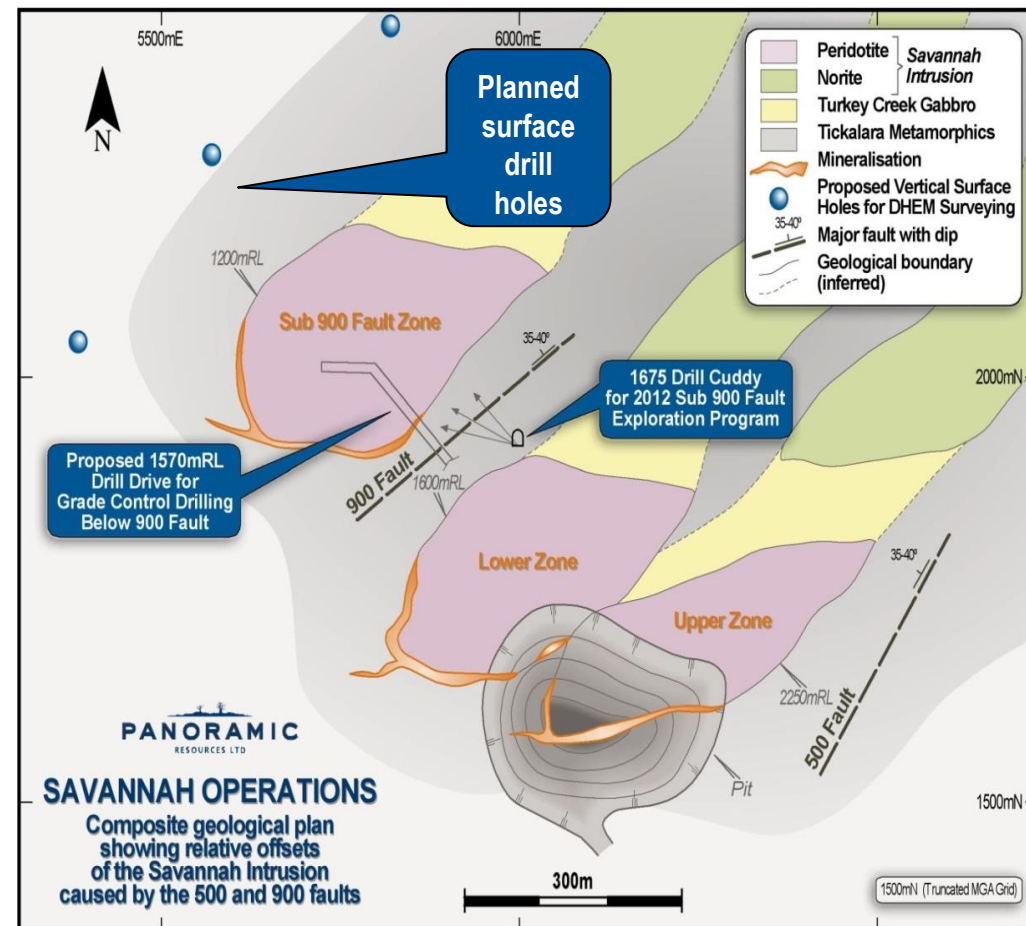 5500mE
6000mE
N
Planned
surface
drill
holes
Peridotite
Norite
Savannah
Intrusion
Turkey Creek Gabbro
Tickalara Metamorphics
Mineralisation
Proposed Vertical Surface
Holes for DHEM Surveying
35-40º
Major fault with dip
Geological boundary
(inferred)
1200mRL
Sub 900 Fault Zone
35-40º
1675 Drill Cuddy
for 2012 Sub 900 Fault
Exploration Program
2000mN
Proposed 1570mRL
Drill Drive for
Grade Control Drilling
Below 900 Fault
900 Fault
1600mRL
Lower Zone
35-40º
Upper Zone
2250mRL
500 Fault
Pit
PANORAMIC
RESOURCES LTD
SAVANNAH OPERATIONS
Composite geological plan
showing relative offsets
of the Savannah Intrusion
caused by the 500 and 900 faults
1500mN
300m
1500mN (Truncated MGA Grid)